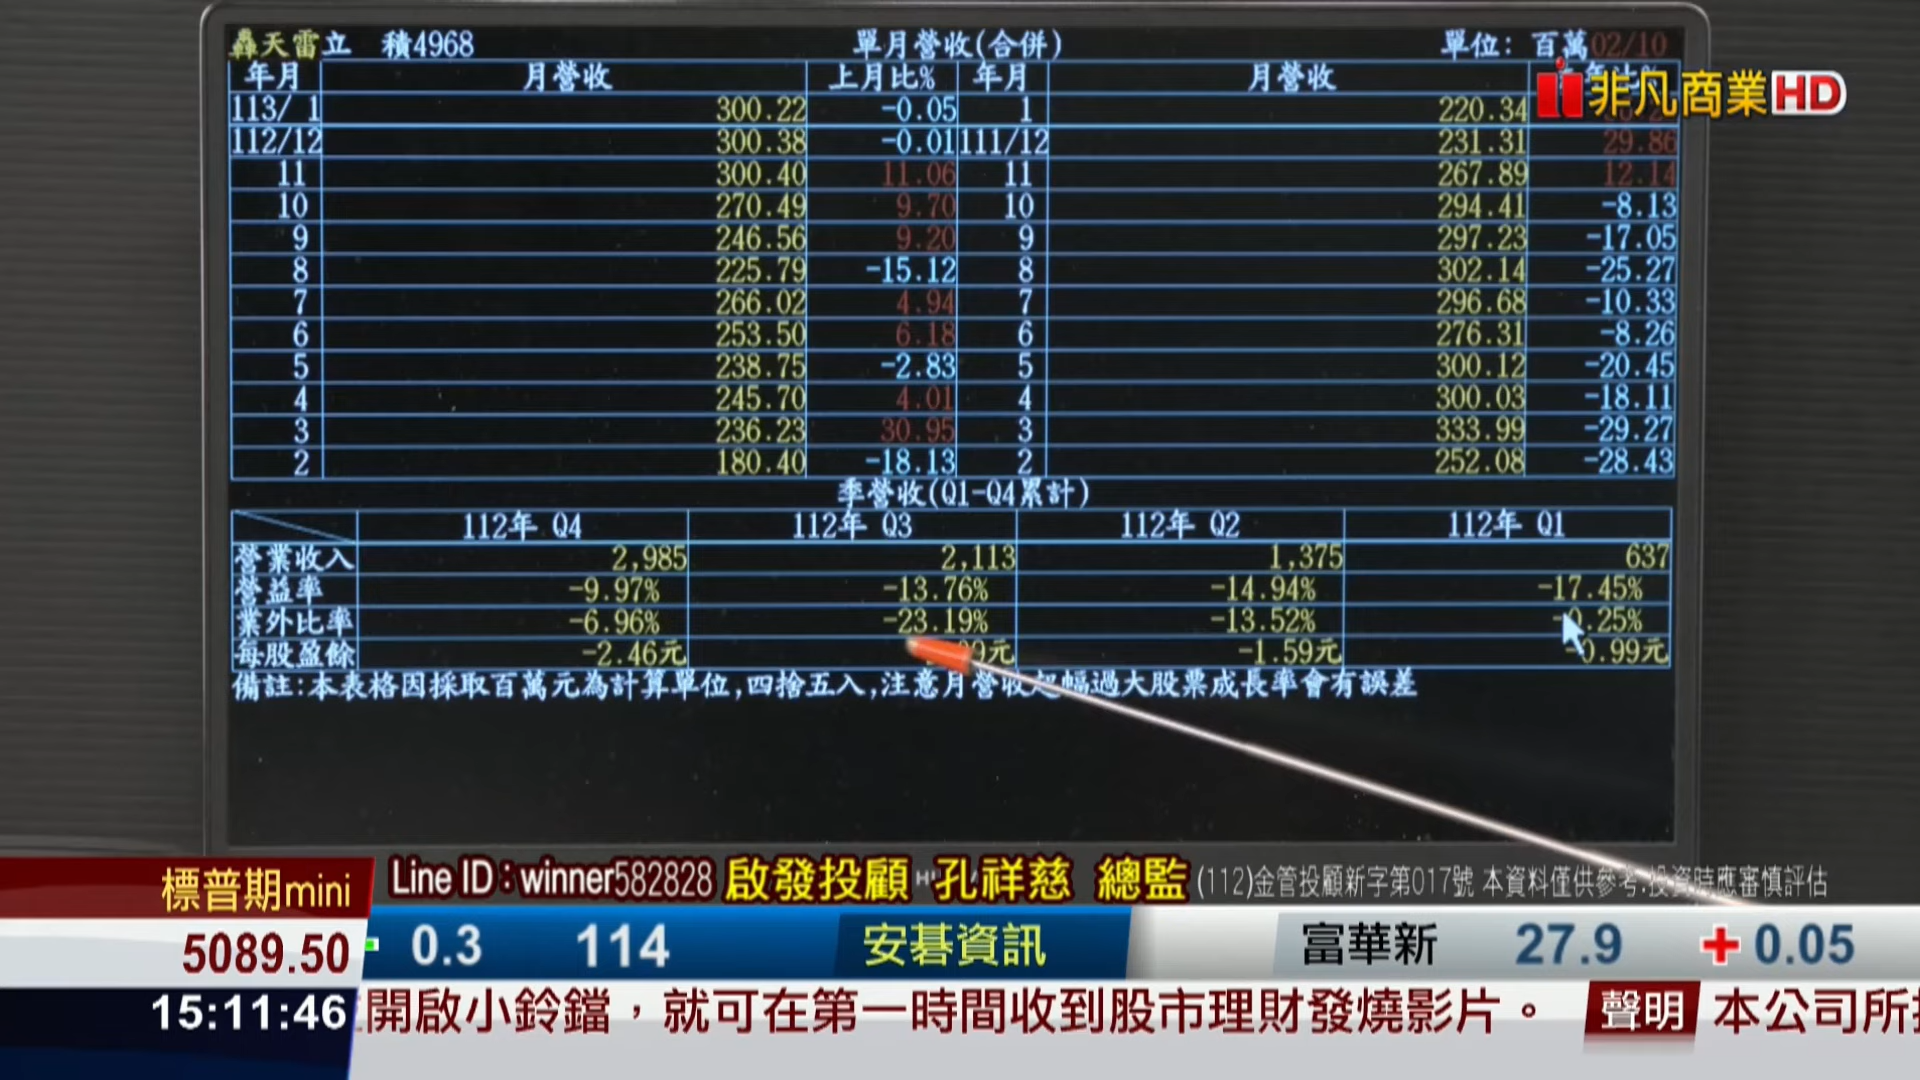 轟天雷立 積4968 單月營收(合併) 單位: 百萬02/10
年月 月營收 上月比% 年月 月營收
非凡商業HD
113/ 1 300.22 -0.05 1 220.34
112/12 300.38 -0.01 111/12 231.31 29.86
11 300.40 11.06 11 267.89 12.14
10 270.49 9.70 10 294.41 -8.13
9 246.56 9.20 9 297.23 -17.05
8 225.79 -15.12 8 302.14 -25.27
7 266.02 4.94 7 296.68 -10.33
6 253.50 6.18 6 276.31 -8.26
5 238.75 -2.83 5 300.12 -20.45
4 245.70 4.01 4 300.03 -18.11
3 236.23 30.95 3 333.99 -29.27
2 180.40 -18.13 2 252.08 -28.43
季營收(Q1-Q4累計)
112年 Q4 112年 Q3 112年 Q2 112年 Q1
營業收入 2,985 2,113 1,375 637
營益率 -9.97% -13.76% -14.94% -17.45%
業外比率 -6.96% -23.19% -13.52% -0.25%
每股盈餘 -2.46元 元 -1.59元 -0.99元
備註:本表格因採取百萬元為計算單位,四捨五入,注意月營收起幅過大股票成長率會有誤差
Line ID:winner582828 啟發投顧 孔祥慈 總監 (112)金管投顧新字第017號 本資料僅供參考.投資時應審慎評估
標普期mini
5089.50 0.3 114 安碁資訊 富華新 27.9 + 0.05
15:11:46 開啟小鈴鐺，就可在第一時間收到股市理財發燒影片。 聲明 本公司所